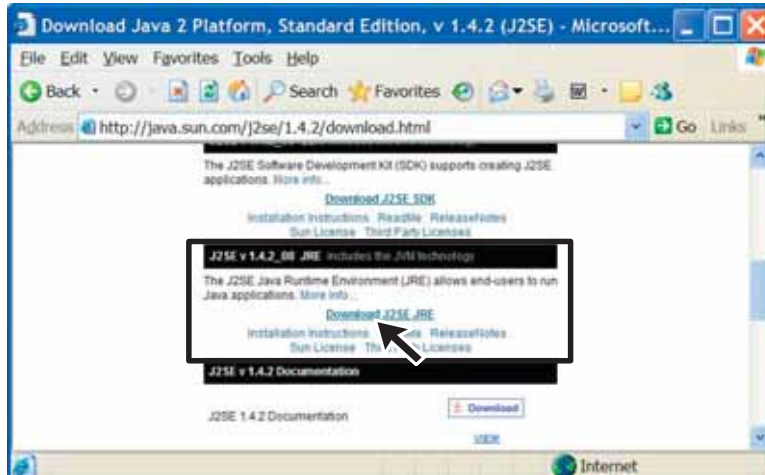 Download Java 2 Platform, Standard Edition, v 1.4.2 (J2SE) - Microsoft...
File Edit View Favorites Tools Help
Back Search Favorites
Address http://java.sun.com/j2se/1.4.2/download.html Go Links
The J2SE Software Development Kit (SDK) supports creating J2SE
applications. More info...
Download J2SE SDK
Installation Instructions ReadMe ReleaseNotes
Sun License Third Party Licenses
J2SE v 1.4.2_08 JRE includes the JVM technology
The J2SE Java Runtime Environment (JRE) allows end-users to run
Java applications. More info...
Download J2SE JRE
Installation Instructions ReleaseNotes
Sun License Licenses
J2SE v 1.4.2 Documentation
J2SE 1.4.2 Documentation Download
VIEW
Internet